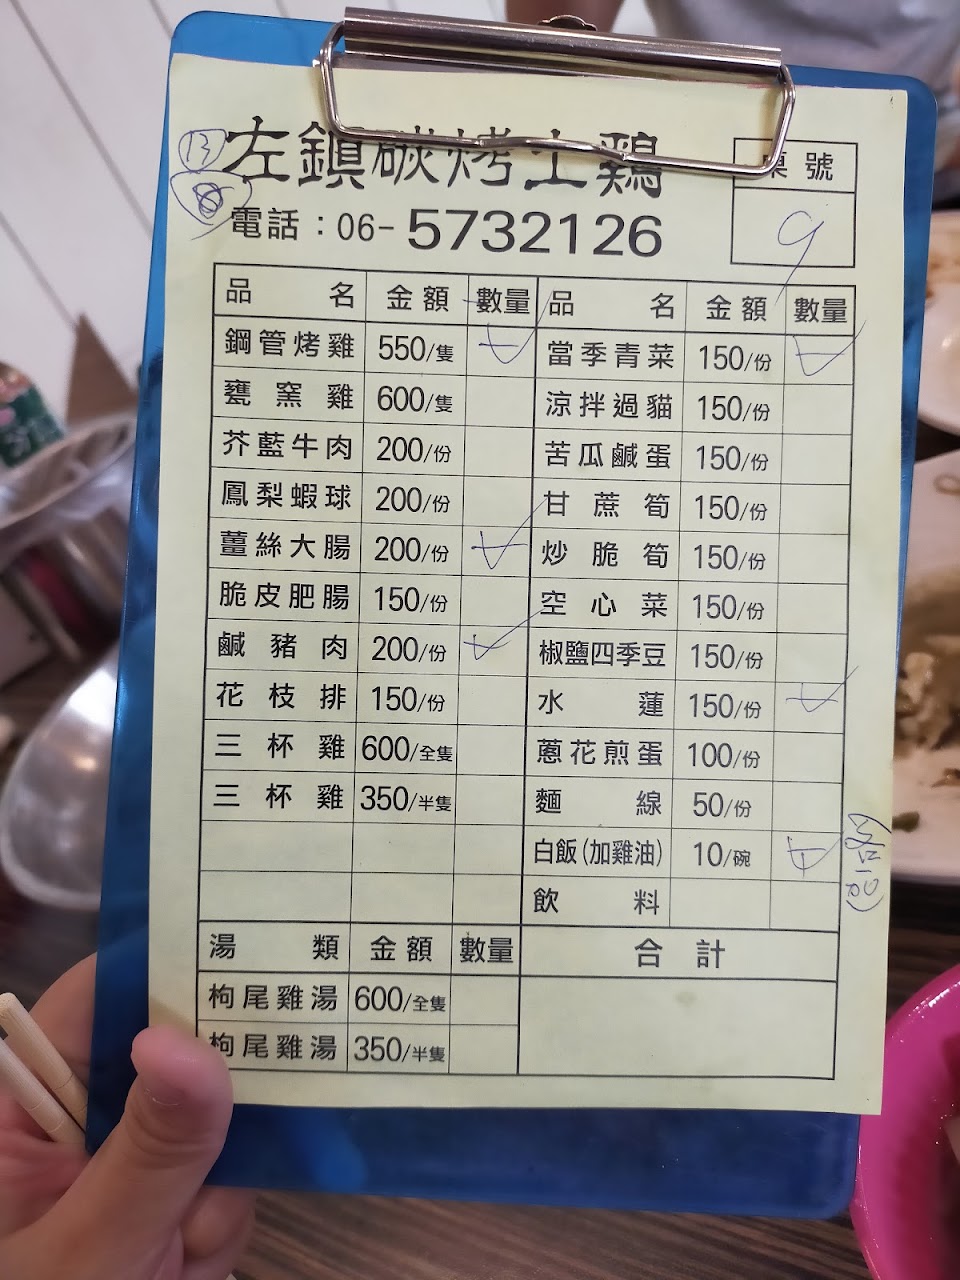 13
左鎮碳烤土鷄
桌號
電話：06-5732126
9
品名 金額 數量 品名 金額 數量
鋼管烤雞 550/隻 當季青菜 150/份
甕窯雞 600/隻 涼拌過貓 150/份
芥藍牛肉 200/份 苦瓜鹹蛋 150/份
鳳梨蝦球 200/份 甘蔗筍 150/份
薑絲大腸 200/份 炒脆筍 150/份
脆皮肥腸 150/份 空心菜 150/份
鹹豬肉 200/份 椒鹽四季豆 150/份
花枝排 150/份 水蓮 150/份
三杯雞 600/全隻 蔥花煎蛋 100/份
三杯雞 350/半隻 麵線 50/份
白飯(加雞油) 10/碗
飲料
湯類 金額 數量 合計
枸尾雞湯 600/全隻
枸尾雞湯 350/半隻